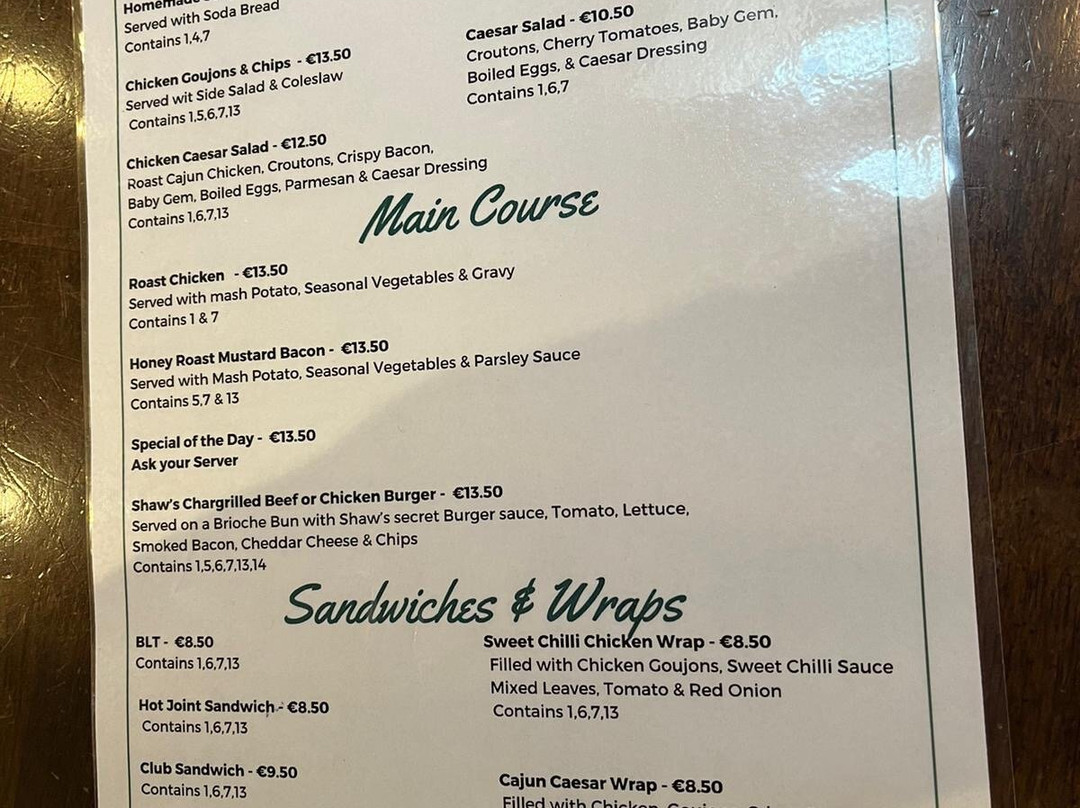 Homemade
Served with Soda Bread
Contains 1,4,7
Chicken Goujons & Chips - €13.50
Served wit Side Salad & Coleslaw
Contains 1,5,6,7,13
Chicken Caesar Salad - €12.50
Roast Cajun Chicken, Croutons, Crispy Bacon,
Baby Gem, Boiled Eggs, Parmesan & Caesar Dressing
Contains 1,6,7,13
Caesar Salad - €10.50
Croutons, Cherry Tomatoes, Baby Gem,
Boiled Eggs, & Caesar Dressing
Contains 1,6,7
Main Course
Roast Chicken - €13.50
Served with mash Potato, Seasonal Vegetables & Gravy
Contains 1 & 7
Honey Roast Mustard Bacon - €13.50
Served with Mash Potato, Seasonal Vegetables & Parsley Sauce
Contains 5,7 & 13
Special of the Day - €13.50
Ask your Server
Shaw's Chargrilled Beef or Chicken Burger - €13.50
Served on a Brioche Bun with Shaw's secret Burger sauce, Tomato, Lettuce,
Smoked Bacon, Cheddar Cheese & Chips
Contains 1,5,6,7,13,14
Sandwiches & Wraps
BLT - €8.50
Contains 1,6,7,13
Hot Joint Sandwich - €8.50
Contains 1,6,7,13
Club Sandwich - €9.50
Contains 1,6,7,13
Sweet Chilli Chicken Wrap - €8.50
Filled with Chicken Goujons, Sweet Chilli Sauce
Mixed Leaves, Tomato & Red Onion
Contains 1,6,7,13
Cajun Caesar Wrap - €8.50
Filled with Chicken